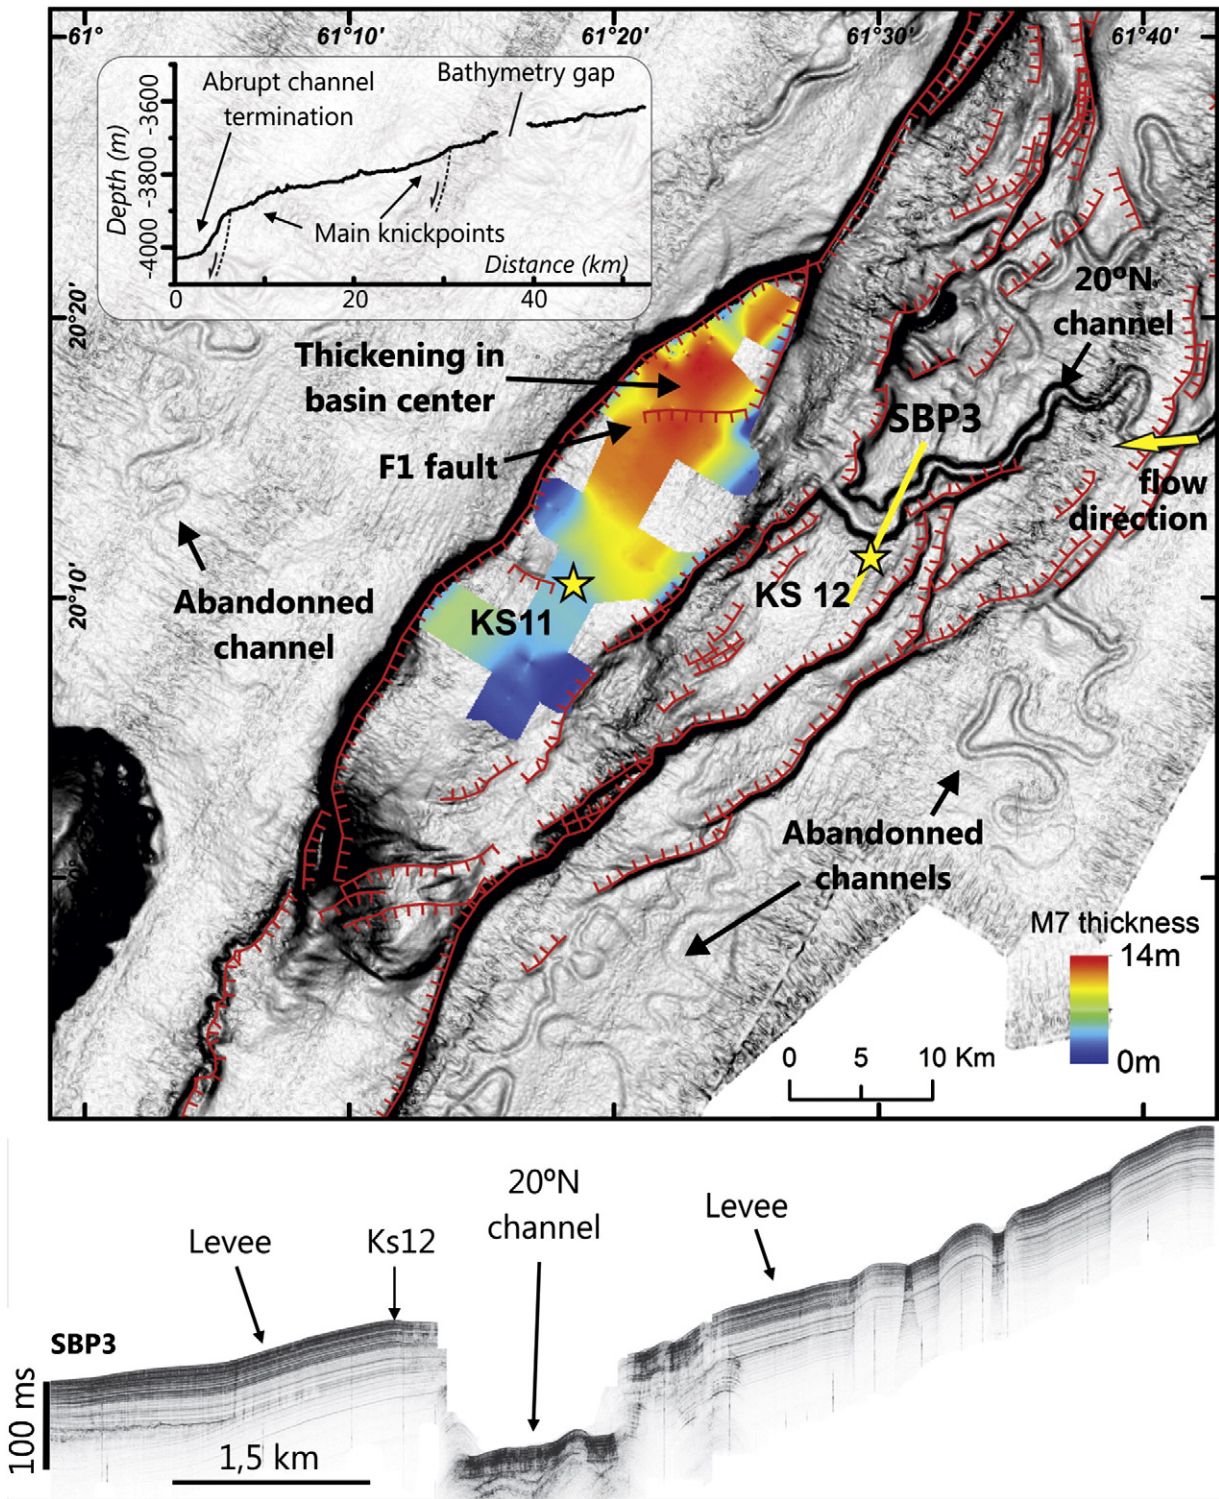 61°
61°10'
61°20'
61°30'
61°40'
Bathymetry gap
Abrupt channel
termination
Depth (m)
-3600
-3800
-4000
Main knickpoints
Distance (km)
0
20
40
20°20'
20°10'
20°N
channel
Thickening in
basin center
SBP3
F1 fault
flow
direction
Abandonned
channel
KS11
KS 12
Abandonned
channels
M7 thickness
14m
0m
0
5
10 Km
20°N
channel
Levee
Levee
Ks12
SBP3
100 ms
1,5 km